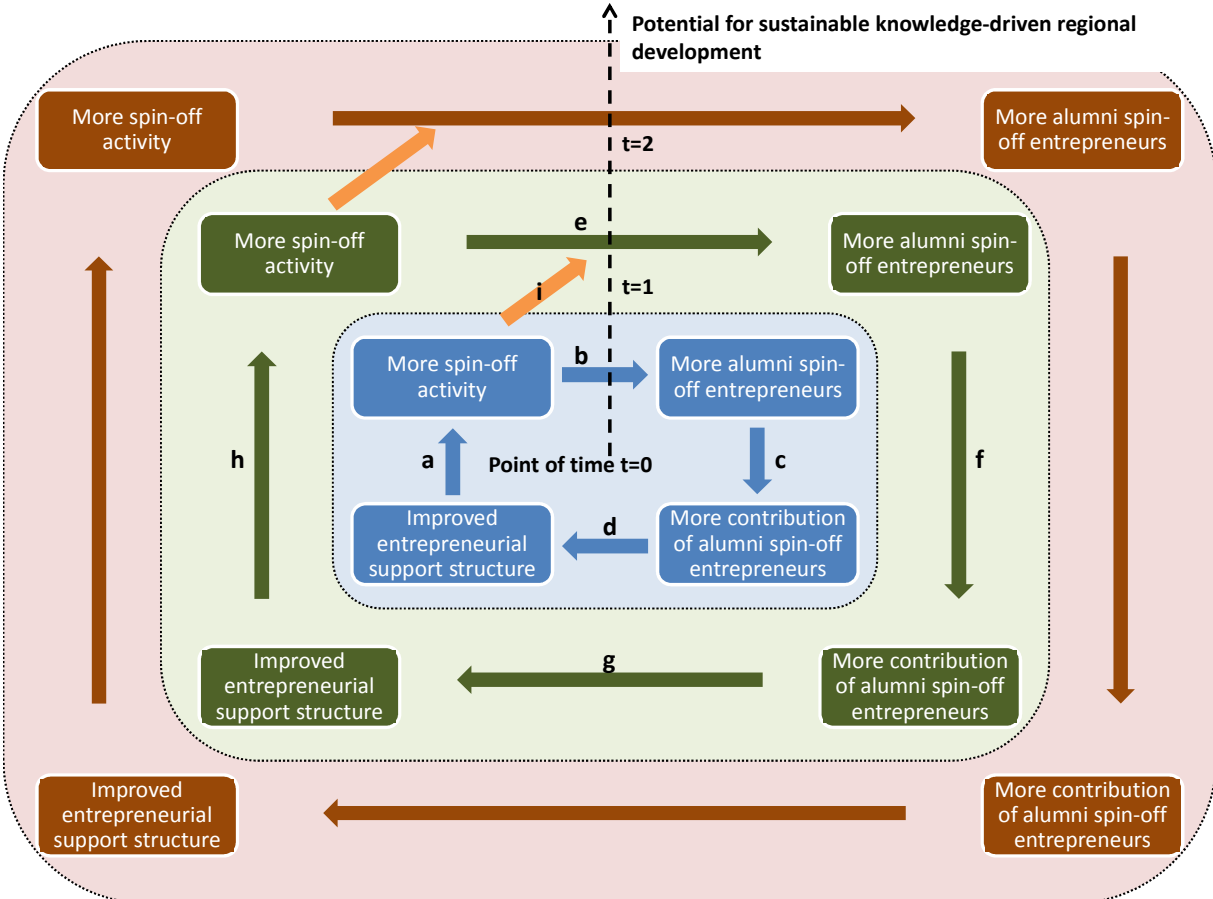 Potential for sustainable knowledge-driven regional
development
More spin-off
activity
More alumni spin-
off entrepreneurs
t=2
More spin-off
activity
e
More alumni spin-
off entrepreneurs
i
t=1
More spin-off
activity
b
More alumni spin-
off entrepreneurs
h
a
Point of time t=0
c
f
Improved
entrepreneurial
support structure
d
More contribution
of alumni spin-off
entrepreneurs
Improved
entrepreneurial
support structure
g
More contribution
of alumni spin-off
entrepreneurs
Improved
entrepreneurial
support structure
More contribution
of alumni spin-off
entrepreneurs